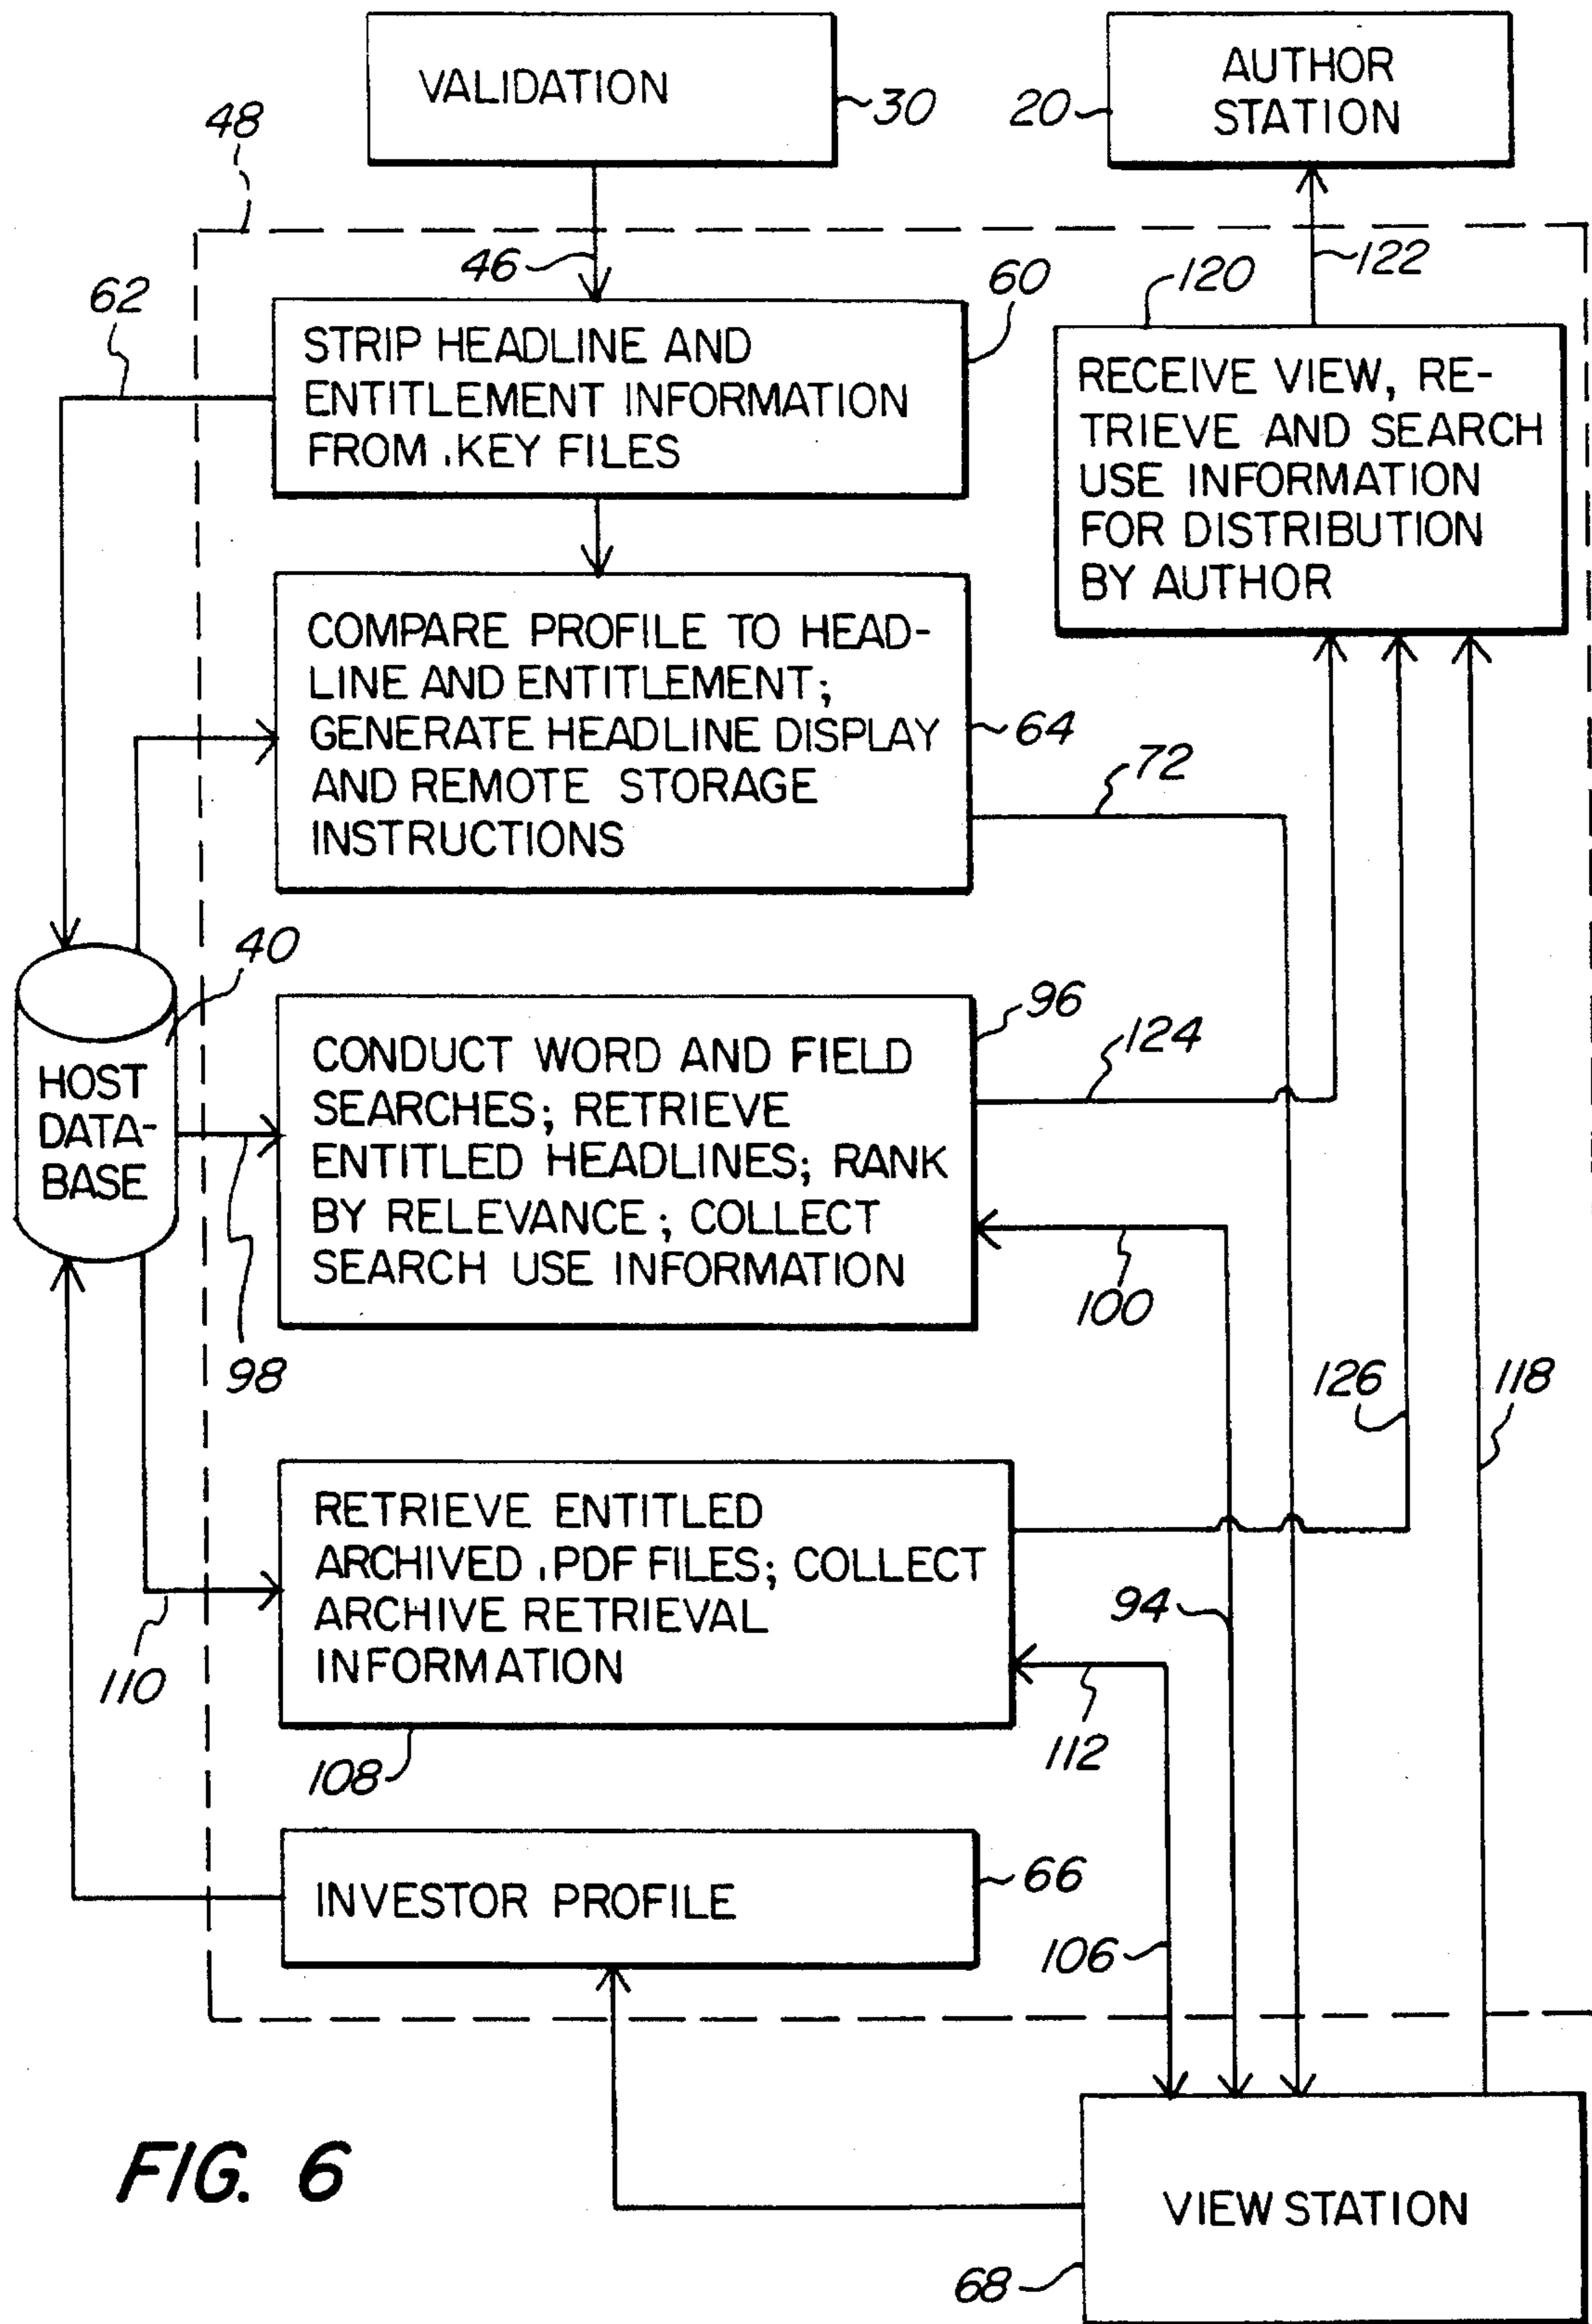 VALIDATION
30
20
AUTHOR
STATION
48
46
122
62
60
120
STRIP HEADLINE AND
ENTITLEMENT INFORMATION
FROM .KEY FILES
RECEIVE VIEW, RE-
TRIEVE AND SEARCH
USE INFORMATION
FOR DISTRIBUTION
BY AUTHOR
COMPARE PROFILE TO HEAD-
LINE AND ENTITLEMENT;
GENERATE HEADLINE DISPLAY
AND REMOTE STORAGE
INSTRUCTIONS
64
72
40
HOST
DATA-
BASE
96
124
CONDUCT WORD AND FIELD
SEARCHES; RETRIEVE
ENTITLED HEADLINES; RANK
BY RELEVANCE; COLLECT
SEARCH USE INFORMATION
100
98
126
118
RETRIEVE ENTITLED
ARCHIVED .PDF FILES; COLLECT
ARCHIVE RETRIEVAL
INFORMATION
94
110
112
108
INVESTOR PROFILE
66
106
FIG. 6
VIEW STATION
68